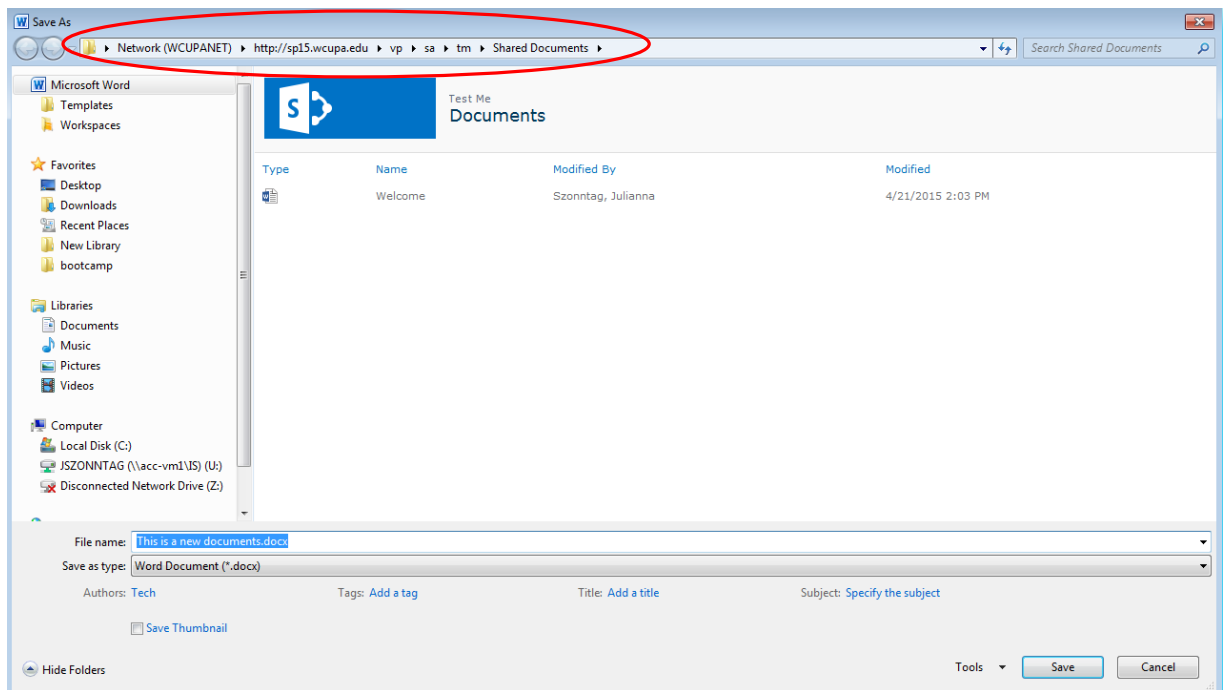 Save As
Network (WCUPANET) http://sp15.wcupa.edu vp sa tm Shared Documents
Search Shared Documents
Microsoft Word
Templates
Workspaces
Favorites
Desktop
Downloads
Recent Places
New Library
bootcamp
Libraries
Documents
Music
Pictures
Videos
Computer
Local Disk (C:)
JSZONNTAG (\\acc-vm1\IS) (U:)
Disconnected Network Drive (Z:)
Test Me
Documents
Type Name Modified By Modified
Welcome Szonntag, Julianna 4/21/2015 2:03 PM
File name: This is a new documents.docx
Save as type: Word Document (*.docx)
Authors: Tech Tags: Add a tag Title: Add a title Subject: Specify the subject
Save Thumbnail
Hide Folders Tools Save Cancel